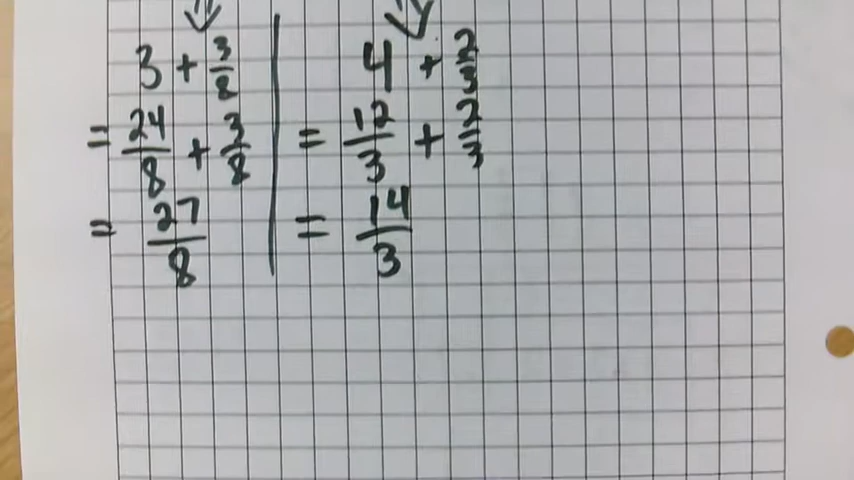 3 + 3/8
= 24/8 + 3/8
= 27/8
4 + 2/3
= 12/3 + 2/3
= 14/3